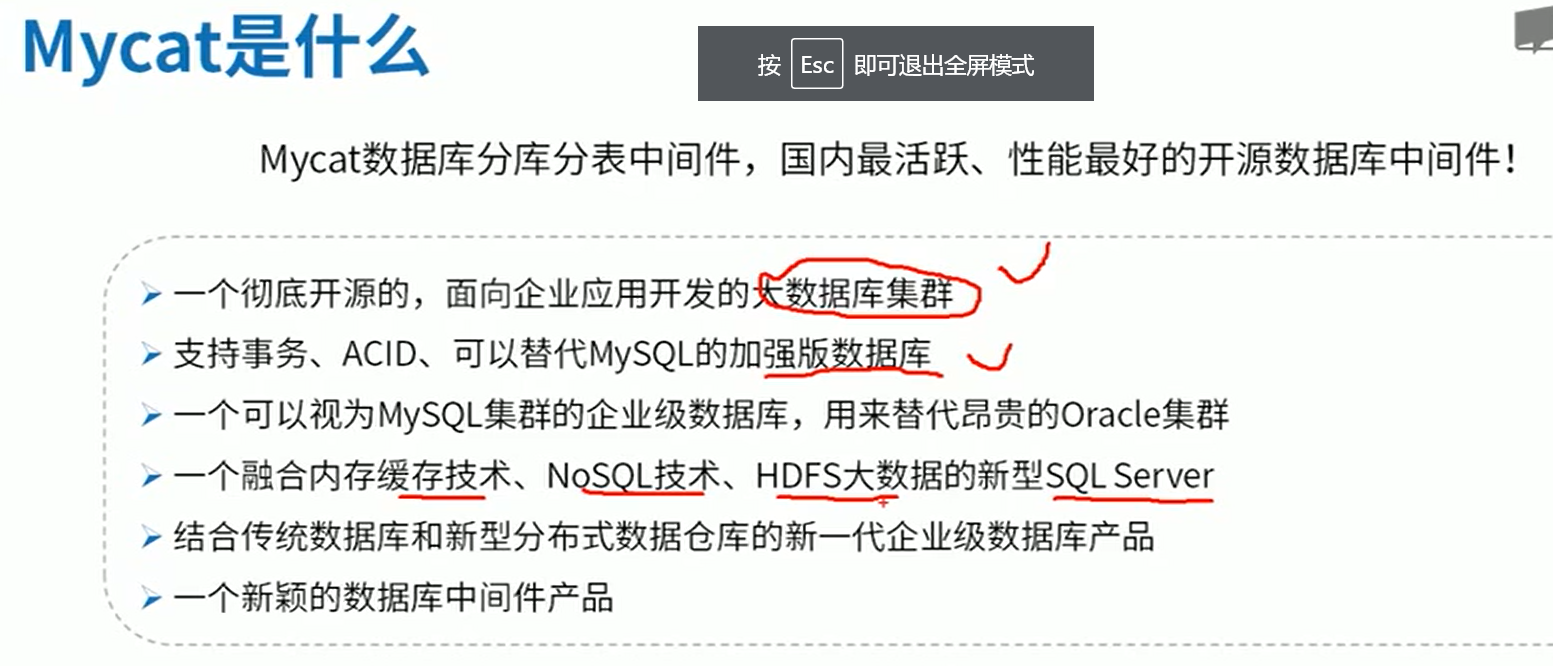 Mycat是什么
按 Esc 即可退出全屏模式
Mycat数据库分库分表中间件，国内最活跃、性能最好的开源数据库中间件！
一个彻底开源的，面向企业应用开发的大数据库集群
支持事务、ACID、可以替代MySQL的加强版数据库
一个可以视为MySQL集群的企业级数据库，用来替代昂贵的Oracle集群
一个融合内存缓存技术、NoSQL技术、HDFS大数据的新型SQL Server
结合传统数据库和新型分布式数据仓库的新一代企业级数据库产品
一个新颖的数据库中间件产品